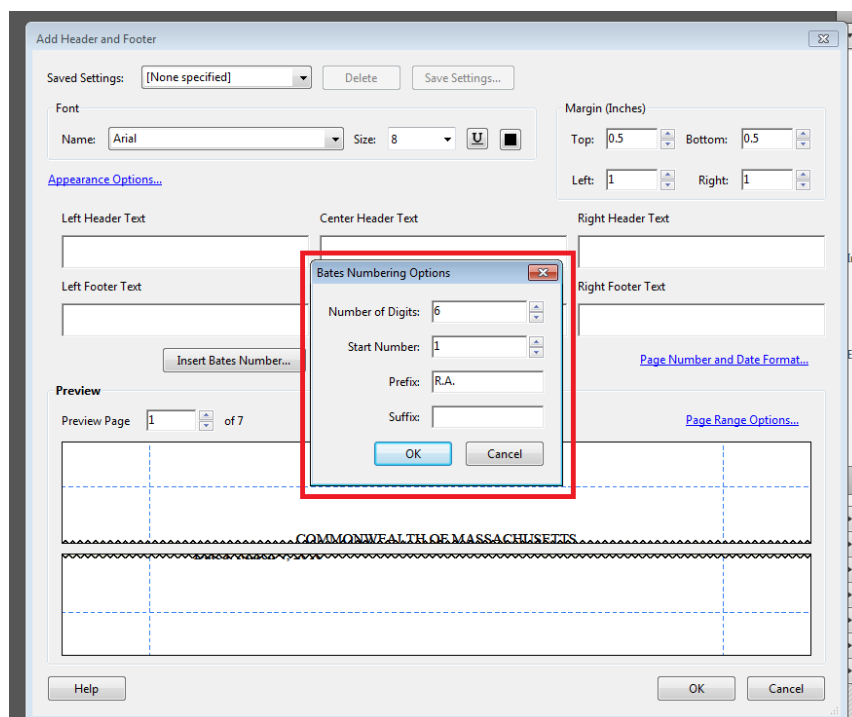 Add Header and Footer
Saved Settings: [None specified] Delete Save Settings...
Font
Name: Arial Size: 8 U
Margin (Inches)
Top: 0.5 Bottom: 0.5
Left: 1 Right: 1
Appearance Options...
Left Header Text Center Header Text Right Header Text
Left Footer Text Right Footer Text
Bates Numbering Options
Number of Digits: 6
Start Number: 1
Prefix: R.A.
Suffix:
OK Cancel
Insert Bates Number... Page Number and Date Format...
Preview
Preview Page 1 of 7 Page Range Options...
COMMONWEALTH OF MASSACHUSETTS
Help OK Cancel